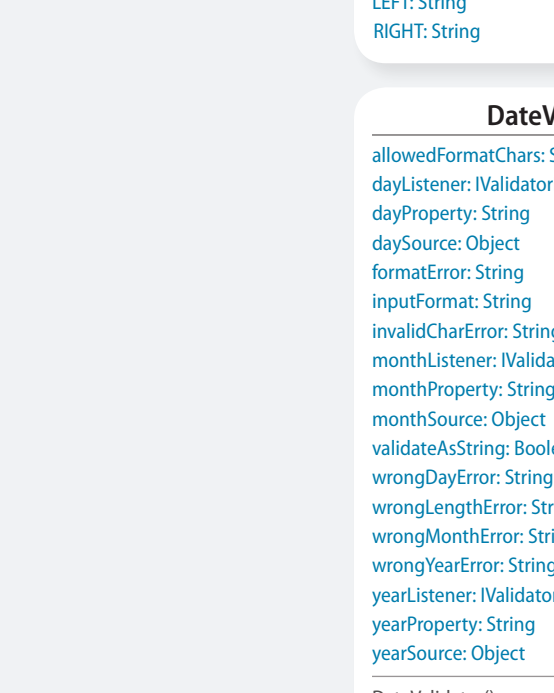 LEFT: String
RIGHT: String
DateV
allowedFormatChars: S
dayListener: IValidator
dayProperty: String
daySource: Object
formatError: String
inputFormat: String
invalidCharError: String
monthListener: IValida
monthProperty: String
monthSource: Object
validateAsString: Boole
wrongDayError: String
wrongLengthError: Str
wrongMonthError: Stri
wrongYearError: String
yearListener: IValidator
yearProperty: String
yearSource: Object